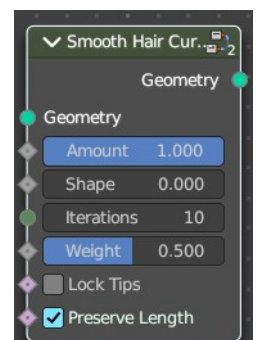 Smooth Hair Cur.. 2
Geometry
Geometry
Amount 1.000
Shape 0.000
Iterations 10
Weight 0.500
Lock Tips
Preserve Length